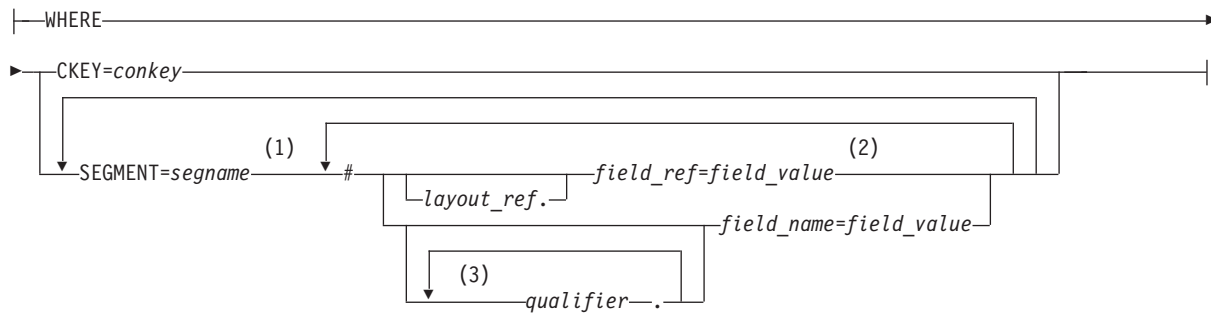 WHERE
CKEY=conkey
SEGMENT=segname (1) # field_ref=field_value (2)
layout_ref.
field_name=field_value
(3)
qualifier .